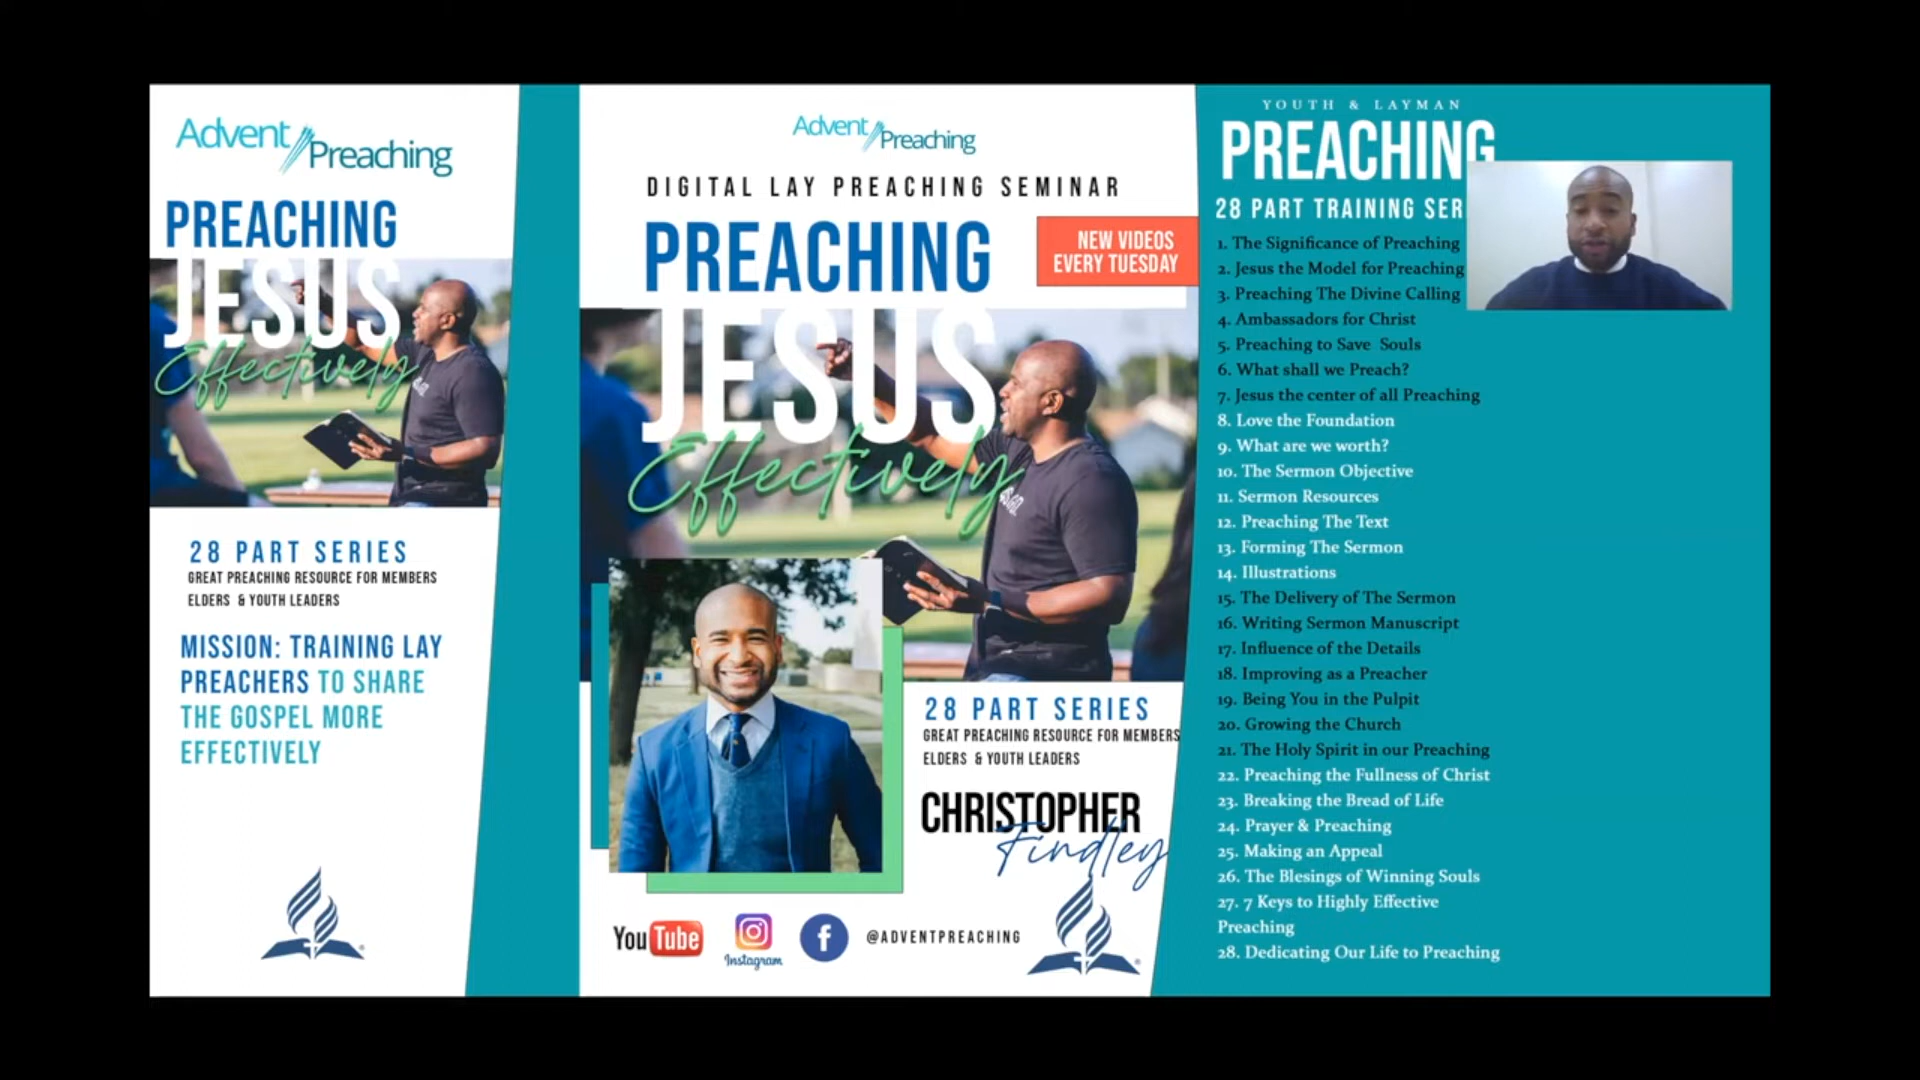 Advent
Preaching
PREACHING
JESUS
Effectively
28 PART SERIES
GREAT PREACHING RESOURCE FOR MEMBERS
ELERS & YOUTH LEADERS
MISSION: TRAINING LAY
PREACHERS TO SHARE
THE GOSPEL MORE
EFFECTIVELY
Advent
Preaching
DIGITAL LAY PREACHING SEMINAR
PREACHING
JESUS
Effectively
NEW VIDEOS
EVERY TUESDAY
28 PART SERIES
GREAT PREACHING RESOURCE FOR MEMBERS
ELDERS & YOUTH LEADERS
CHRISTOPHER
Findley
YouTube
Instagram
f
@ADVENTPREACHING
YOUTH & LAYMAN
PREACHING
28 PART TRAINING SER
1. The Significance of Preaching
2. Jesus the Model for Preaching
3. Preaching The Divine Calling
4. Ambassadors for Christ
5. Preaching to Save Souls
6. What shall we Preach?
7. Jesus the center of all Preaching
8. Love the Foundation
9. What are we worth?
10. The Sermon Objective
11. Sermon Resources
12. Preaching The Text
13. Forming The Sermon
14. Illustrations
15. The Delivery of The Sermon
16. Writing Sermon Manuscript
17. Influence of the Details
18. Improving as a Preacher
19. Being You in the Pulpit
20. Growing the Church
21. The Holy Spirit in our Preaching
22. Preaching the Fullness of Christ
23. Breaking the Bread of Life
24. Prayer & Preaching
25. Making an Appeal
26. The Blesings of Winning Souls
27. 7 Keys to Highly Effective
Preaching
28. Dedicating Our Life to Preaching